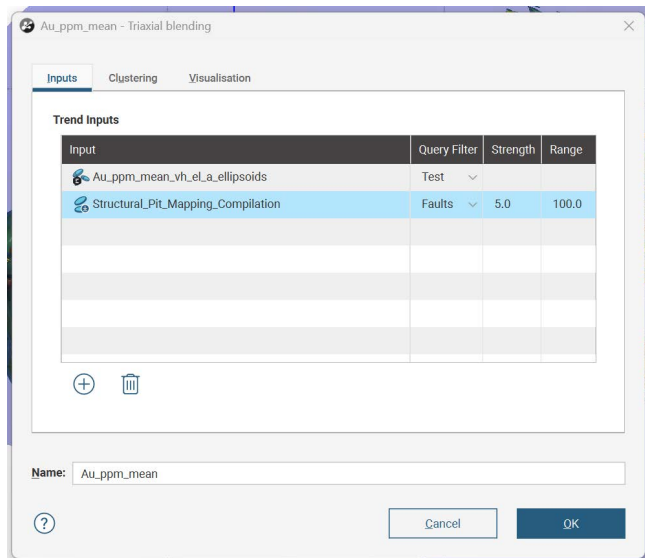 Au_ppm_mean - Triaxial blending
Inputs Clustering Visualisation
Trend Inputs
Input Query Filter Strength Range
Au_ppm_mean_vh_el_a_ellipsoids Test
Structural_Pit_Mapping_Compilation Faults 5.0 100.0
Name: Au_ppm_mean
? Cancel OK